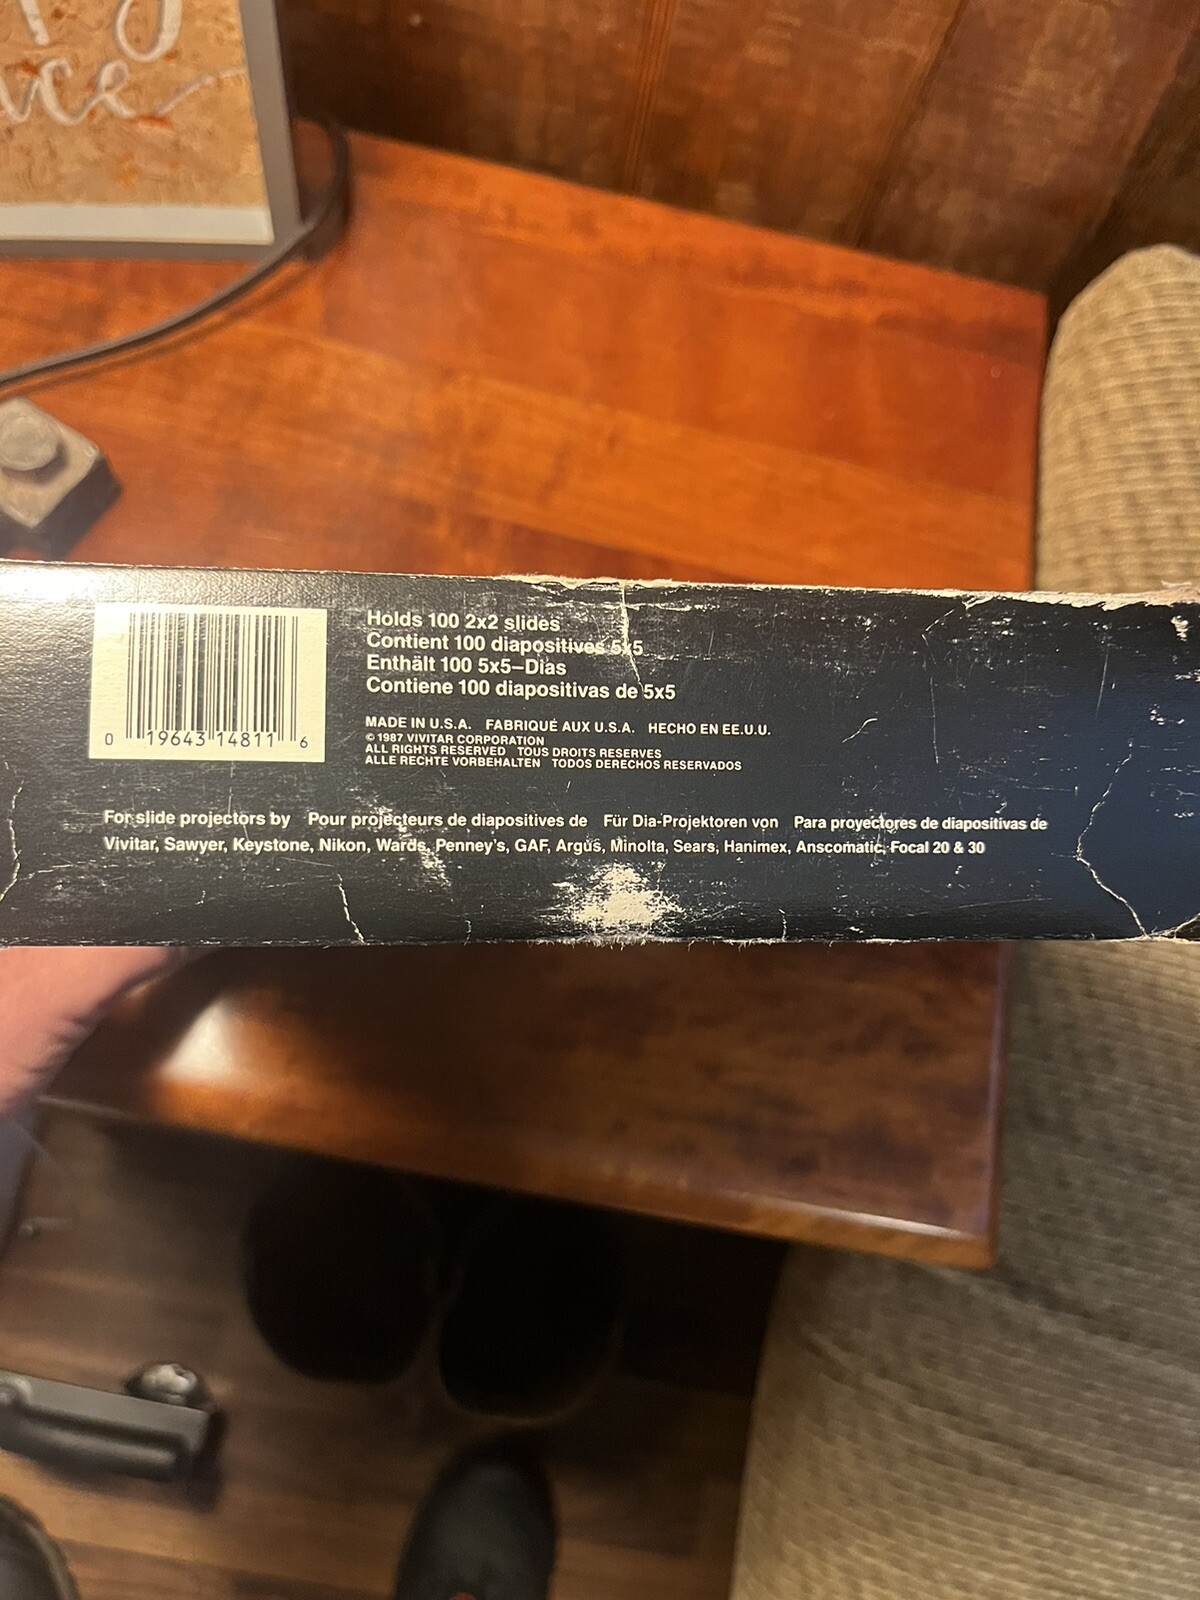 Holds 100 2x2 slides
Contient 100 diapositives 5x5
Enthält 100 5x5–Dias
Contiene 100 diapositivas de 5x5
MADE IN U.S.A. FABRIQUÉ AUX U.S.A. HECHO EN EE.U.U.
© 1987 VIVITAR CORPORATION
ALL RIGHTS RESERVED TOUS DROITS RESERVES
ALLE RECHTE VORBEHALTEN TODOS DERECHOS RESERVADOS
0 19643 14811 6
For slide projectors by Pour projecteurs de diapositives de Für Dia-Projektoren von Para proyectores de diapositivas de
Vivitar, Sawyer, Keystone, Nikon, Wards, Penney's, GAF, Argus, Minolta, Sears, Hanimex, Anscomatic, Focal 20 & 30